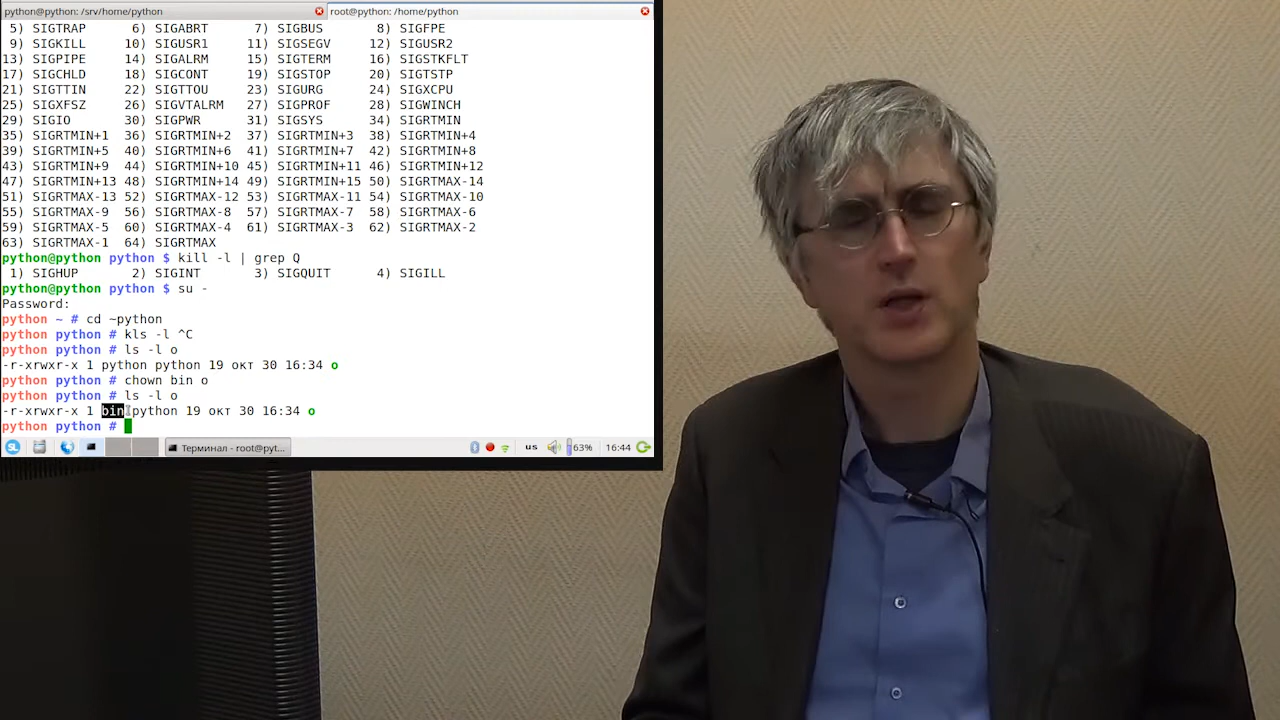 python@python: /srv/home/python root@python: /home/python
5) SIGTRAP 6) SIGABRT 7) SIGBUS 8) SIGFPE
9) SIGKILL 10) SIGUSR1 11) SIGSEGV 12) SIGUSR2
13) SIGPIPE 14) SIGALRM 15) SIGTERM 16) SIGSTKFLT
17) SIGCHLD 18) SIGCONT 19) SIGSTOP 20) SIGTSTP
21) SIGTTIN 22) SIGTTOU 23) SIGURG 24) SIGXCPU
25) SIGXFSZ 26) SIGVTALRM 27) SIGPROF 28) SIGWINCH
29) SIGIO 30) SIGPWR 31) SIGSYS 34) SIGRTMIN
35) SIGRTMIN+1 36) SIGRTMIN+2 37) SIGRTMIN+3 38) SIGRTMIN+4
39) SIGRTMIN+5 40) SIGRTMIN+6 41) SIGRTMIN+7 42) SIGRTMIN+8
43) SIGRTMIN+9 44) SIGRTMIN+10 45) SIGRTMIN+11 46) SIGRTMIN+12
47) SIGRTMIN+13 48) SIGRTMIN+14 49) SIGRTMIN+15 50) SIGRTMAX-14
51) SIGRTMAX-13 52) SIGRTMAX-12 53) SIGRTMAX-11 54) SIGRTMAX-10
55) SIGRTMAX-9 56) SIGRTMAX-8 57) SIGRTMAX-7 58) SIGRTMAX-6
59) SIGRTMAX-5 60) SIGRTMAX-4 61) SIGRTMAX-3 62) SIGRTMAX-2
63) SIGRTMAX-1 64) SIGRTMAX
python@python python $ kill -l | grep Q
1) SIGHUP 2) SIGINT 3) SIGQUIT 4) SIGILL
python@python python $ su -
Password:
python ~ # cd ~python
python python # kls -l ^C
python python # ls -l o
-r-xrwxr-x 1 python python 19 окт 30 16:34 o
python python # chown bin o
python python # ls -l o
-r-xrwxr-x 1 bin python 19 окт 30 16:34 o
python python #
SL Терминал - root@pyt... us 63% 16:44